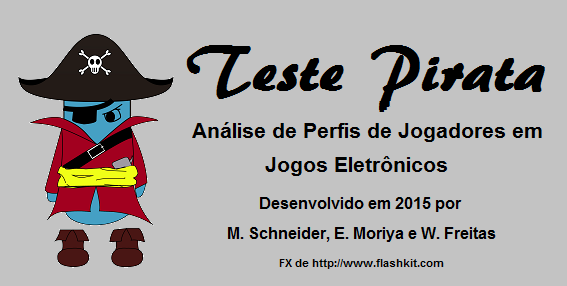 Teste Pirata
Análise de Perfis de Jogadores em
Jogos Eletrônicos
Desenvolvido em 2015 por
M. Schneider, E. Moriya e W. Freitas
FX de http://www.flashkit.com